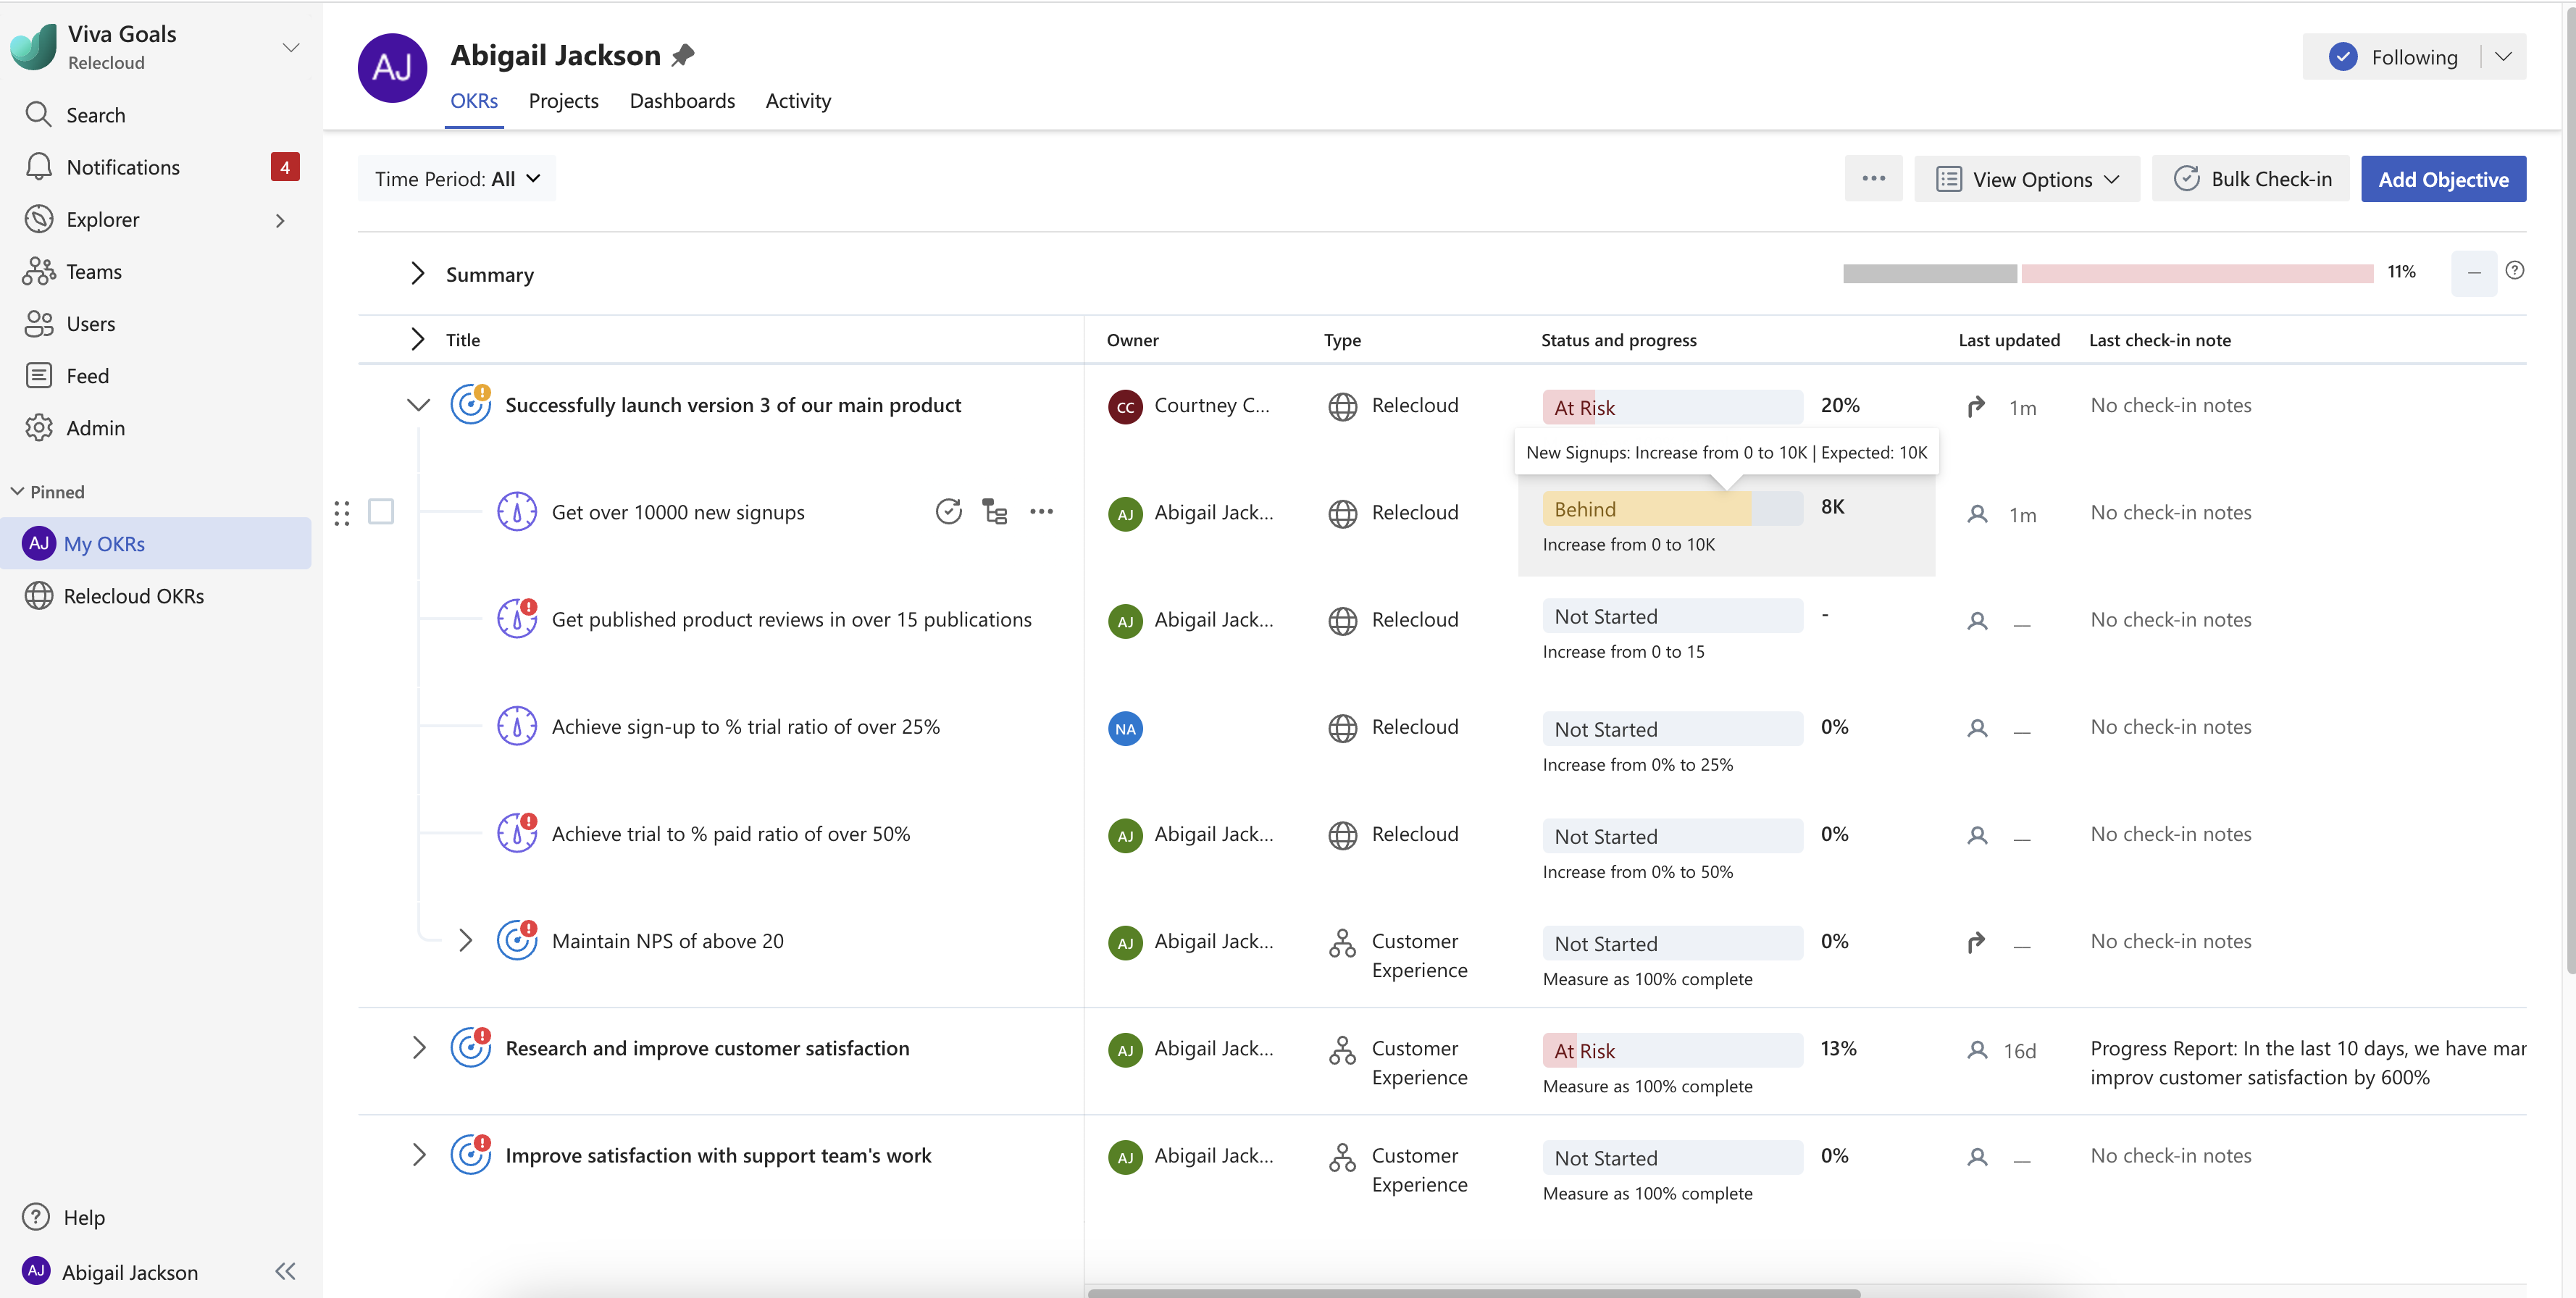 Viva Goals
Relecloud
Search
Notifications 4
Explorer
Teams
Users
Feed
Admin
Pinned
AJ My OKRs
Relecloud OKRs
Help
AJ Abigail Jackson
AJ Abigail Jackson
Following
OKRs Projects Dashboards Activity
Time Period: All
View Options Bulk Check-in Add Objective
Summary 11%
Title Owner Type Status and progress Last updated Last check-in note
Successfully launch version 3 of our main product CC Courtney C... Relecloud At Risk 20% 1m No check-in notes
New Signups: Increase from 0 to 10K | Expected: 10K
Get over 10000 new signups AJ Abigail Jack... Relecloud Behind 8K 1m No check-in notes
Increase from 0 to 10K
Get published product reviews in over 15 publications AJ Abigail Jack... Relecloud Not Started - — No check-in notes
Increase from 0 to 15
Achieve sign-up to % trial ratio of over 25% NA Relecloud Not Started 0% — No check-in notes
Increase from 0% to 25%
Achieve trial to % paid ratio of over 50% AJ Abigail Jack... Relecloud Not Started 0% — No check-in notes
Increase from 0% to 50%
Maintain NPS of above 20 AJ Abigail Jack... Customer Experience Not Started 0% — No check-in notes
Measure as 100% complete
Research and improve customer satisfaction AJ Abigail Jack... Customer Experience At Risk 13% 16d Progress Report: In the last 10 days, we have mar
improv customer satisfaction by 600%
Measure as 100% complete
Improve satisfaction with support team's work AJ Abigail Jack... Customer Experience Not Started 0% — No check-in notes
Measure as 100% complete